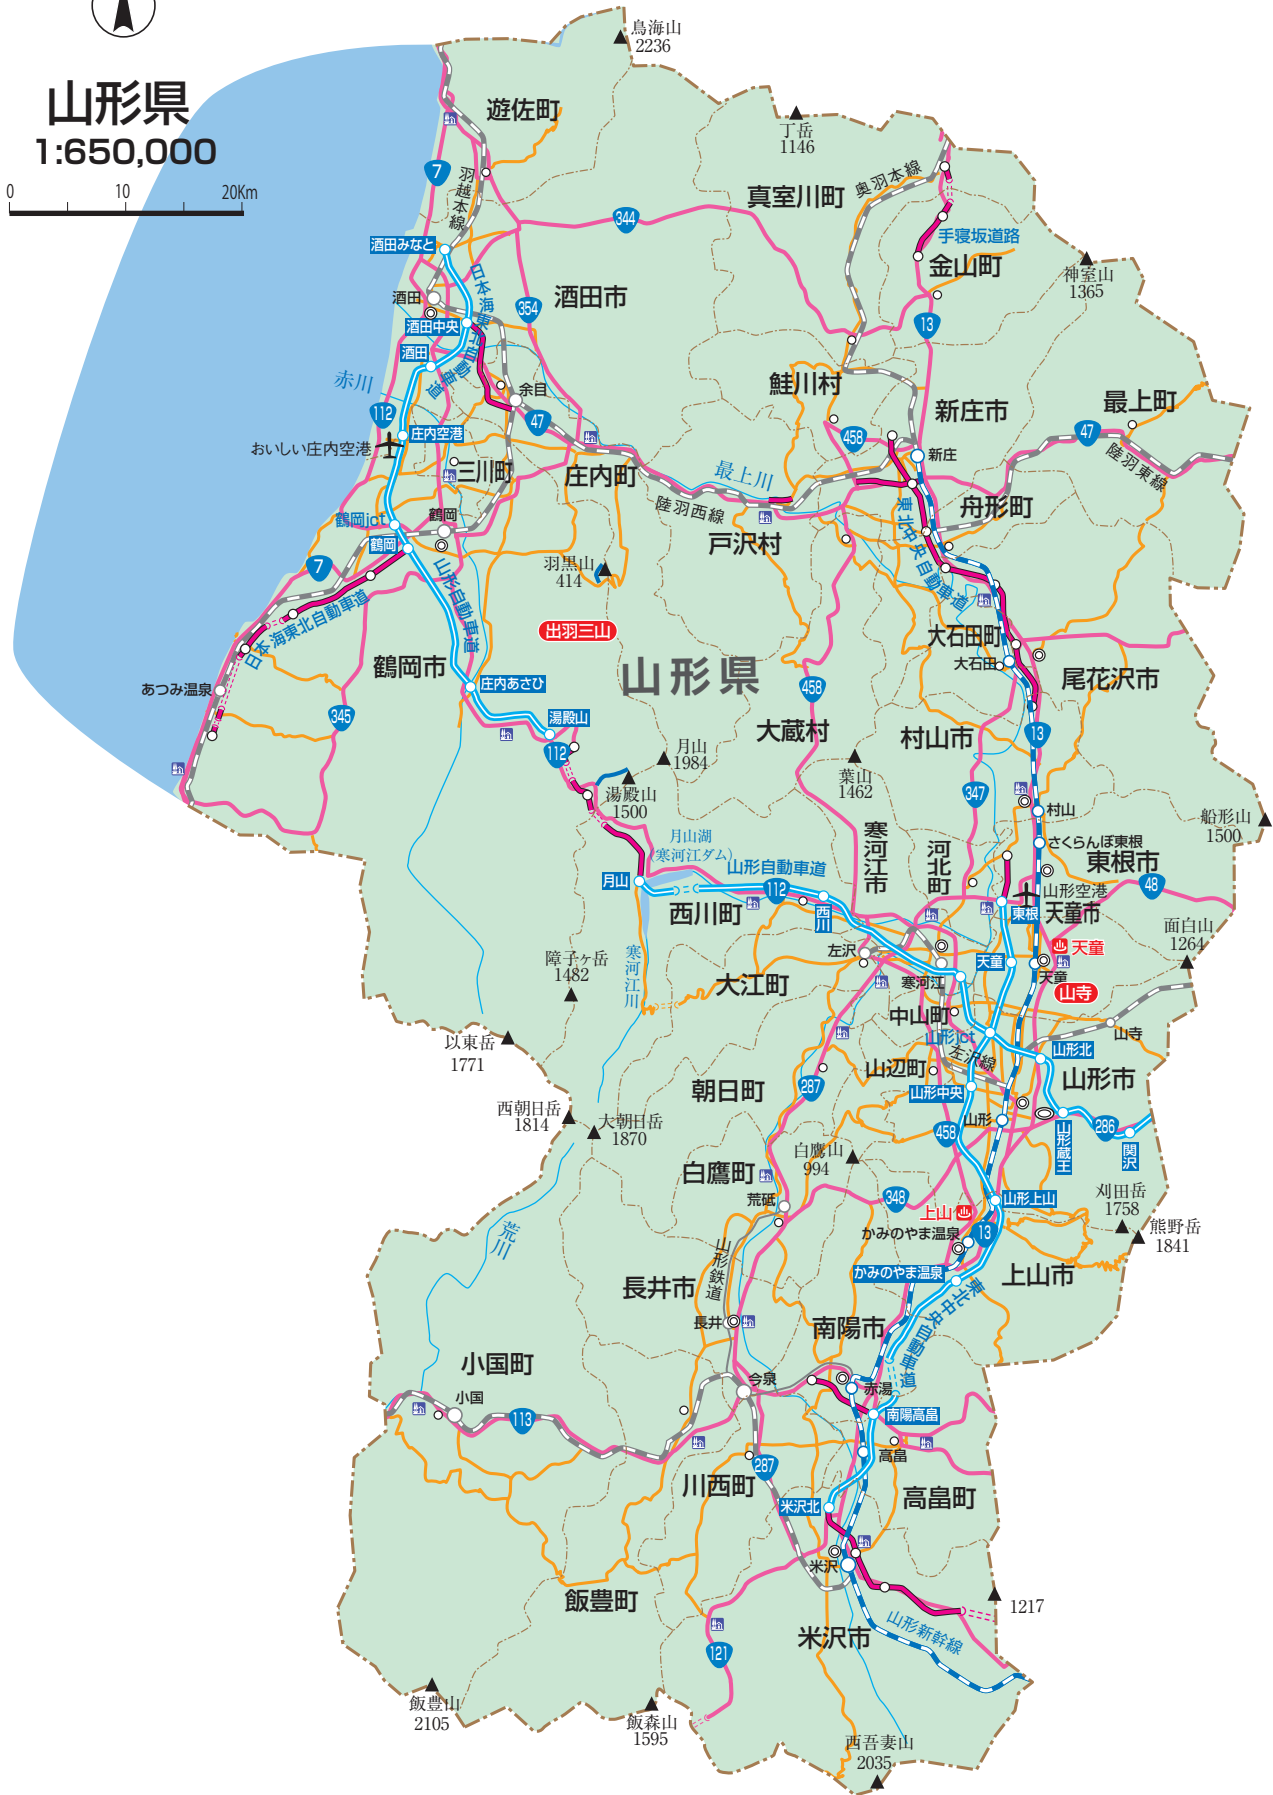 山形県
1:650,000
0 10 20Km
鳥海山
2236
遊佐町
丁岳
1146
7
羽越本線
真室川町
奥羽本線
344
手寝坂道路
酒田みなと
金山町
神室山
1365
日本海東北自動車道
酒田
酒田市
354
酒田中央
13
酒田
赤川
鮭川村
余目
最上町
112
新庄市
47
庄内空港
47
458
おいしい庄内空港
新庄
陸羽東線
三川町
庄内町
最上川
陸羽西線
舟形町
鶴岡jct
鶴岡
鶴岡
戸沢村
東北中央自動車道
7
羽黒山
414
山形自動車道
日本海東北自動車道
出羽三山
大石田町
大石田
鶴岡市
山形県
尾花沢市
あつみ温泉
庄内あさひ
458
345
湯殿山
大蔵村
村山市
13
112
月山
1984
葉山
1462
湯殿山
1500
347
村山
船形山
1500
月山湖
(寒河江ダム)
寒河江市
河北町
さくらんぼ東根
東根市
山形自動車道
月山
112
山形空港
48
西川町
西川
東根
天童市
面白山
1264
左沢
天童
天童
障子ヶ岳
1482
寒河江川
大江町
寒河江
天童
山寺
中山町
山寺
以東岳
1771
山形jct
左沢線
山形北
山辺町
山形市
朝日町
287
山形中央
西朝日岳
1814
大朝日岳
1870
山形
458
山形蔵王
286
関沢
白鷹山
994
白鷹町
荒砥
348
山形上山
刈田岳
1758
上山
荒川
かみのやま温泉
13
熊野岳
1841
山形鉄道
かみのやま温泉
上山市
長井市
東北中央自動車道
長井
南陽市
小国町
今泉
赤湯
小国
南陽高畠
113
高畠
287
川西町
高畠町
米沢北
米沢
飯豊町
1217
山形新幹線
米沢市
121
飯豊山
2105
飯森山
1595
西吾妻山
2035